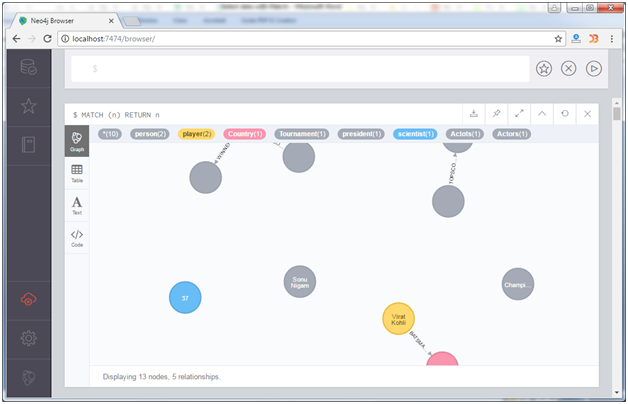 Neo4j Browser
localhost:7474/browser/
$
$ MATCH (n) RETURN n
*(10) person(2) player(2) Country(1) Tournament(1) president(1) scientist(1) Actots(1) Actors(1)
Graph
Table
Text
Code
WINNER
TOPSCO...
37
Sonu
Nigam
Champi...
Virat
Kohli
BATSMA...
Displaying 13 nodes, 5 relationships.